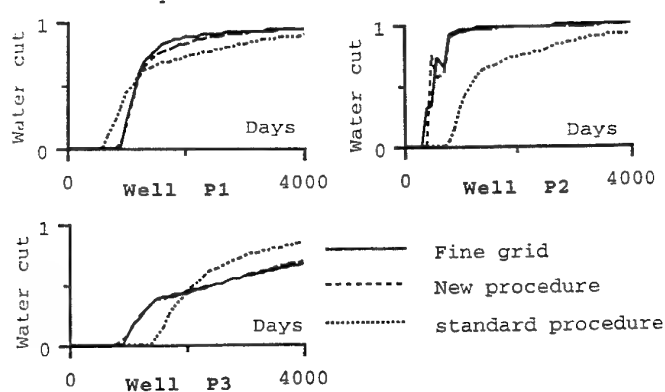 1
Water cut
Days
0
0
4000
Well P1
1
Water cut
Days
0
0
4000
Well P2
1
Water cut
Days
0
0
4000
Well P3
Fine grid
New procedure
standard procedure